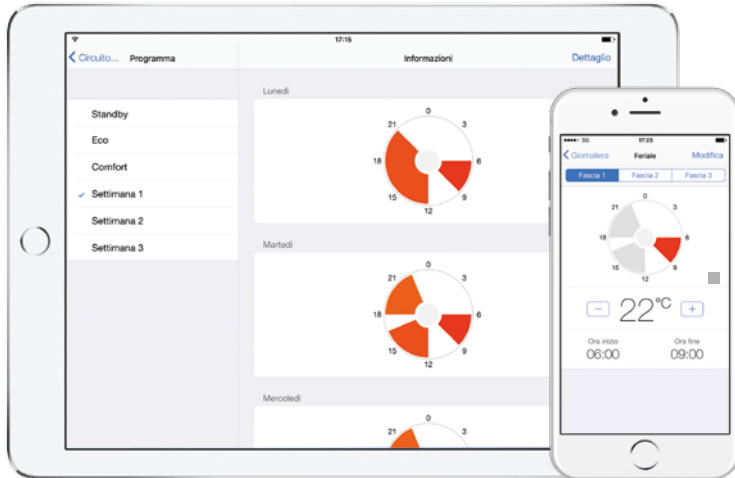 17:15
Circuito... Programma
Informazioni
Dettaglio
Standby
Eco
Comfort
Settimana 1
Settimana 2
Settimana 3
Lunedì
0
3
6
9
12
15
18
21
Martedì
0
3
6
9
12
15
18
21
Mercoledì
0
3
21
3G
17:25
Giornaliera
Feriale
Modifica
Fascia 1
Fascia 2
Fascia 3
0
3
6
9
12
15
18
21
22°C
Ora inizio
Ora fine
06:00
09:00